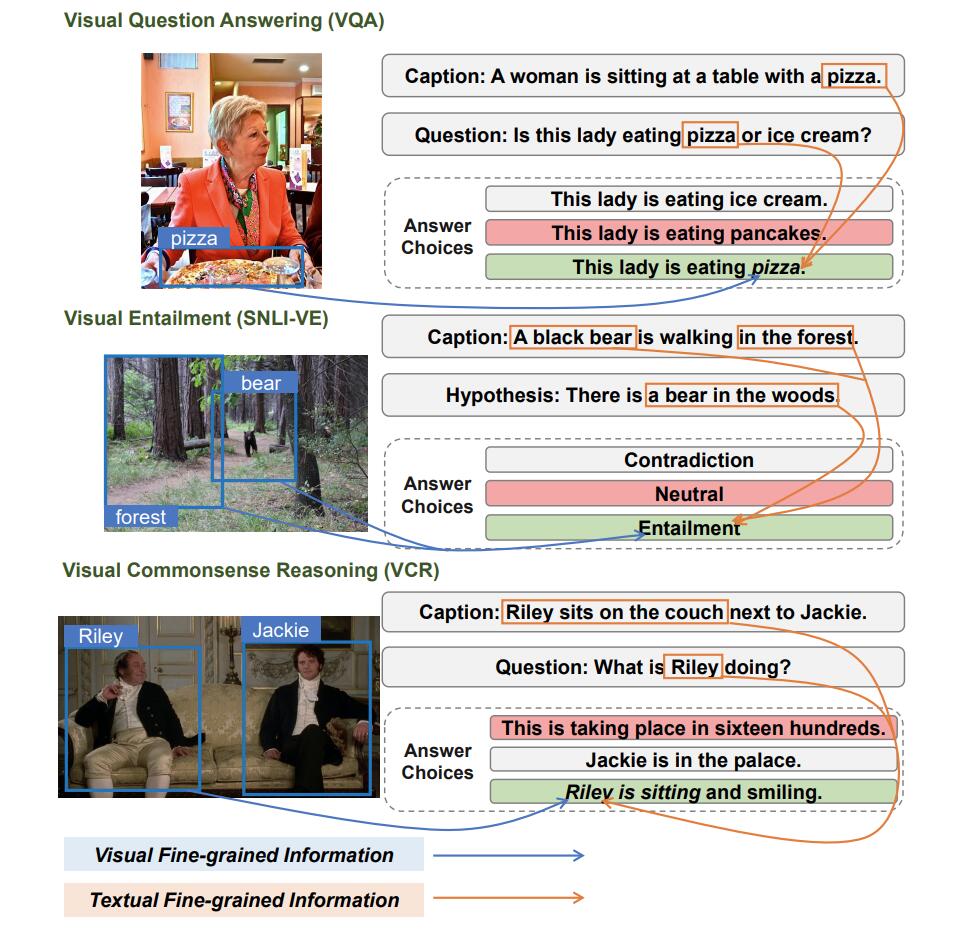 Visual Question Answering (VQA)
Caption: A woman is sitting at a table with a pizza.
Question: Is this lady eating pizza or ice cream?
pizza
Answer
Choices
This lady is eating ice cream.
This lady is eating pancakes.
This lady is eating pizza.
Visual Entailment (SNLI-VE)
Caption: A black bear is walking in the forest.
Hypothesis: There is a bear in the woods.
bear
forest
Answer
Choices
Contradiction
Neutral
Entailment
Visual Commonsense Reasoning (VCR)
Caption: Riley sits on the couch next to Jackie.
Question: What is Riley doing?
Riley
Jackie
Answer
Choices
This is taking place in sixteen hundreds.
Jackie is in the palace.
Riley is sitting and smiling.
Visual Fine-grained Information
Textual Fine-grained Information